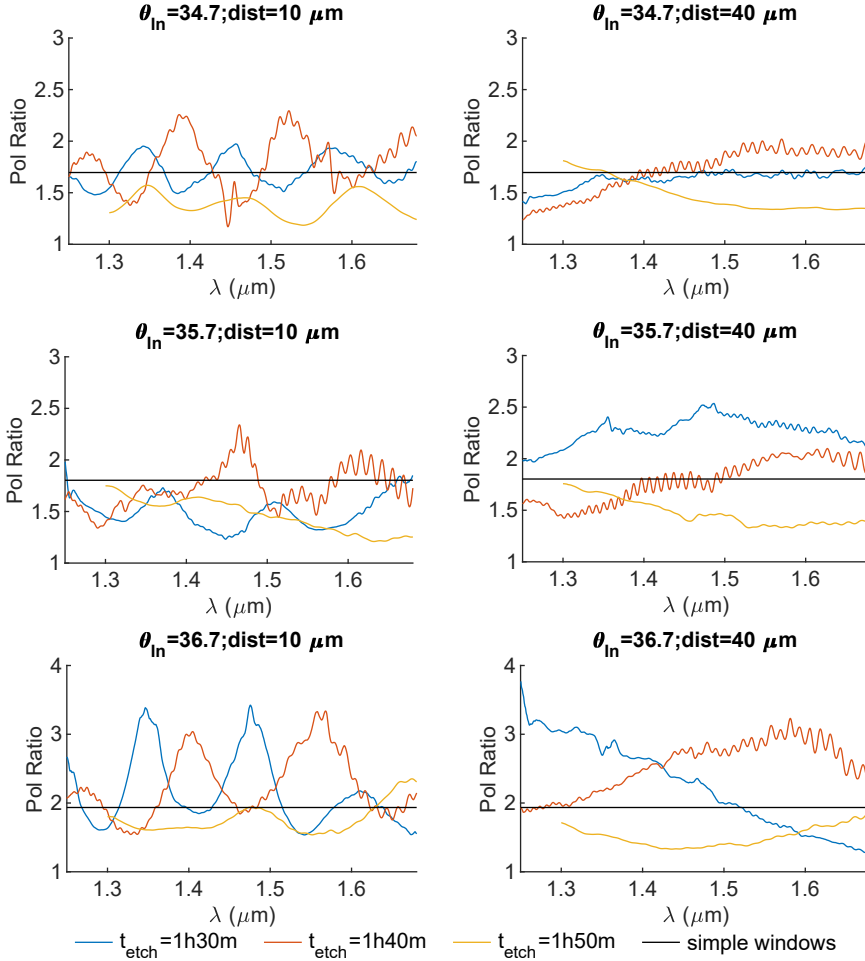 θIn=34.7;dist=10 μm
θIn=34.7;dist=40 μm
3
2.5
2
1.5
1
Pol Ratio
1.3 1.4 1.5 1.6
λ (μm)
3
2.5
2
1.5
1
Pol Ratio
1.3 1.4 1.5 1.6
λ (μm)
θIn=35.7;dist=10 μm
θIn=35.7;dist=40 μm
3
2.5
2
1.5
1
Pol Ratio
1.3 1.4 1.5 1.6
λ (μm)
3
2.5
2
1.5
1
Pol Ratio
1.3 1.4 1.5 1.6
λ (μm)
θIn=36.7;dist=10 μm
θIn=36.7;dist=40 μm
4
3
2
1
Pol Ratio
1.3 1.4 1.5 1.6
λ (μm)
4
3
2
1
Pol Ratio
1.3 1.4 1.5 1.6
λ (μm)
tetch=1h30m tetch=1h40m tetch=1h50m simple windows